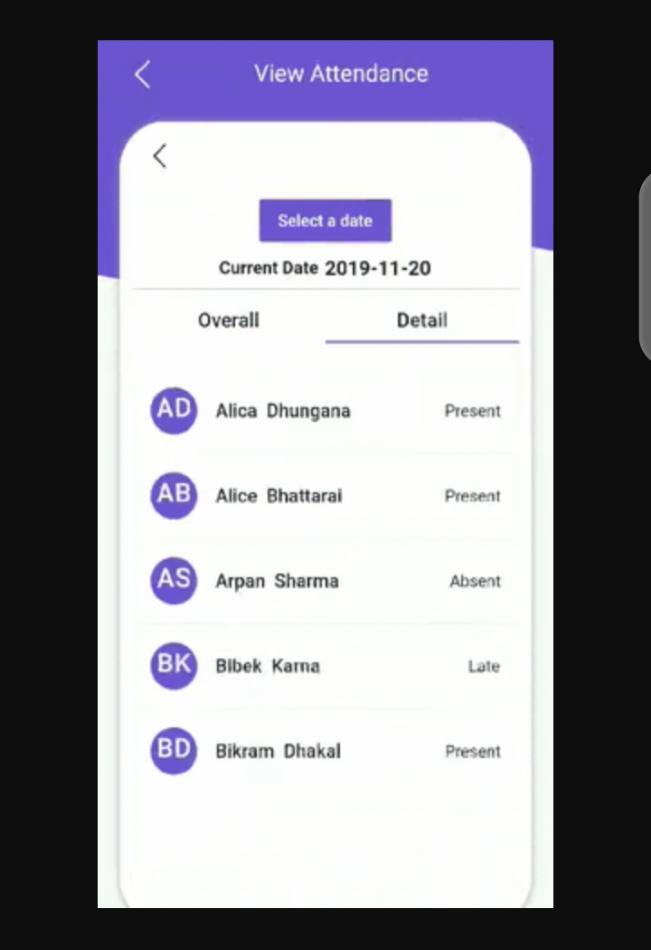 View Attendance
Select a date
Current Date 2019-11-20
Overall Detail
AD Alica Dhungana Present
AB Alice Bhattarai Present
AS Arpan Sharma Absent
BK Bibek Karna Late
BD Bikram Dhakal Present